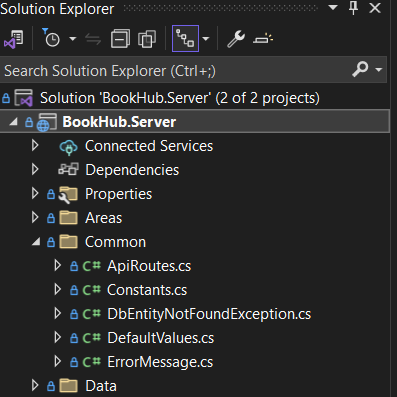 Solution Explorer
Search Solution Explorer (Ctrl+;)
Solution 'BookHub.Server' (2 of 2 projects)
BookHub.Server
Connected Services
Dependencies
Properties
Areas
Common
C# ApiRoutes.cs
C# Constants.cs
C# DbEntityNotFoundException.cs
C# DefaultValues.cs
C# ErrorMessage.cs
Data